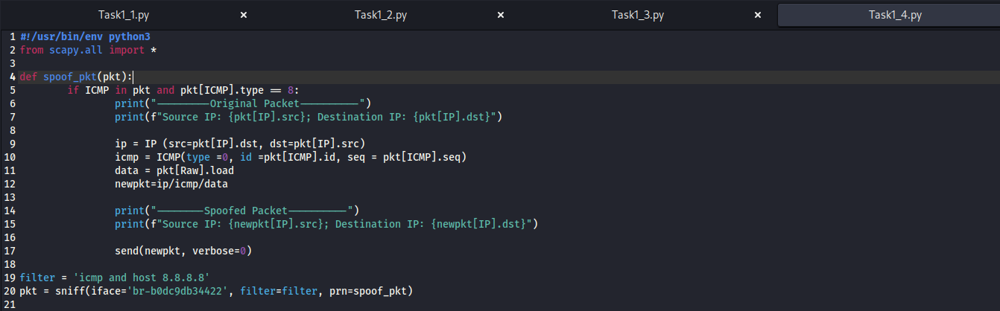 Task1_1.py × Task1_2.py × Task1_3.py × Task1_4.py
1 #!/usr/bin/env python3
2 from scapy.all import *
3
4 def spoof_pkt(pkt):
5         if ICMP in pkt and pkt[ICMP].type == 8:
6                 print("---------Original Packet----------")
7                 print(f"Source IP: {pkt[IP].src}; Destination IP: {pkt[IP].dst}")
8
9                 ip = IP (src=pkt[IP].dst, dst=pkt[IP].src)
10                 icmp = ICMP(type =0, id =pkt[ICMP].id, seq = pkt[ICMP].seq)
11                 data = pkt[Raw].load
12                 newpkt=ip/icmp/data
13
14                 print("--------Spoofed Packet----------")
15                 print(f"Source IP: {newpkt[IP].src}; Destination IP: {newpkt[IP].dst}")
16
17                 send(newpkt, verbose=0)
18
19 filter = 'icmp and host 8.8.8.8'
20 pkt = sniff(iface='br-b0dc9db34422', filter=filter, prn=spoof_pkt)
21